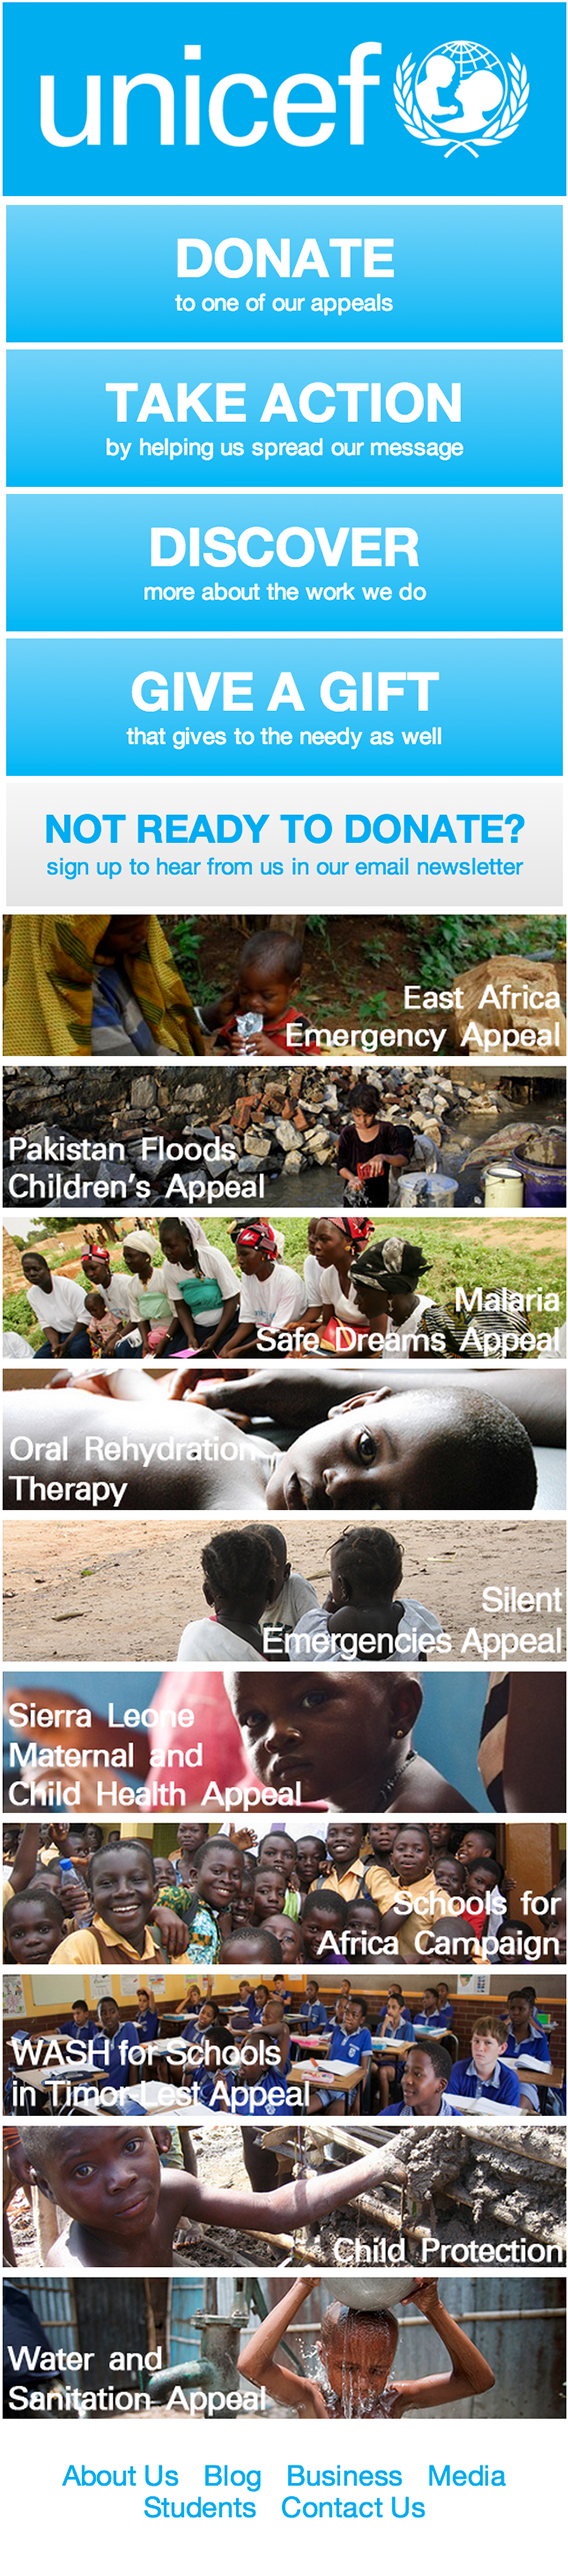 unicef
DONATE
to one of our appeals
TAKE ACTION
by helping us spread our message
DISCOVER
more about the work we do
GIVE A GIFT
that gives to the needy as well
NOT READY TO DONATE?
sign up to hear from us in our email newsletter
East Africa
Emergency Appeal
Pakistan Floods
Children's Appeal
Malaria
Safe Dreams Appeal
Oral Rehydration
Therapy
Silent
Emergencies Appeal
Sierra Leone
Maternal and
Child Health Appeal
Schools for
Africa Campaign
WASH for Schools
in Timor-Lest Appeal
Child Protection
Water and
Sanitation Appeal
About Us Blog Business Media
Students Contact Us